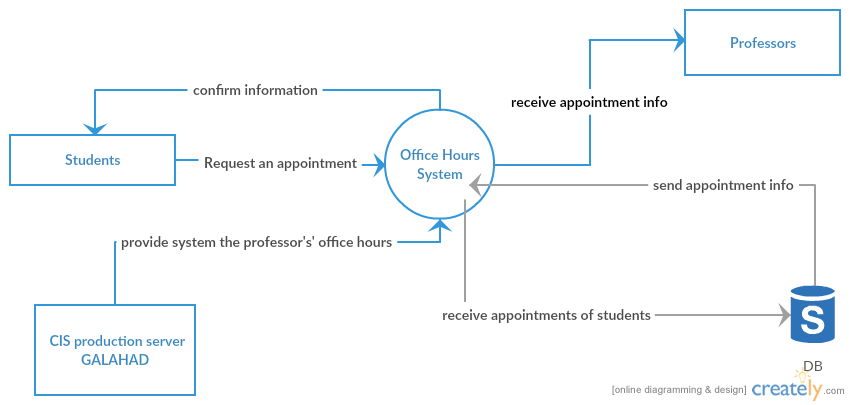 Professors
confirm information
receive appointment info
Students
Request an appointment
Office Hours
System
send appointment info
provide system the professor's' office hours
CIS production server
GALAHAD
receive appointments of students
S
DB
[online diagramming & design] creately.com